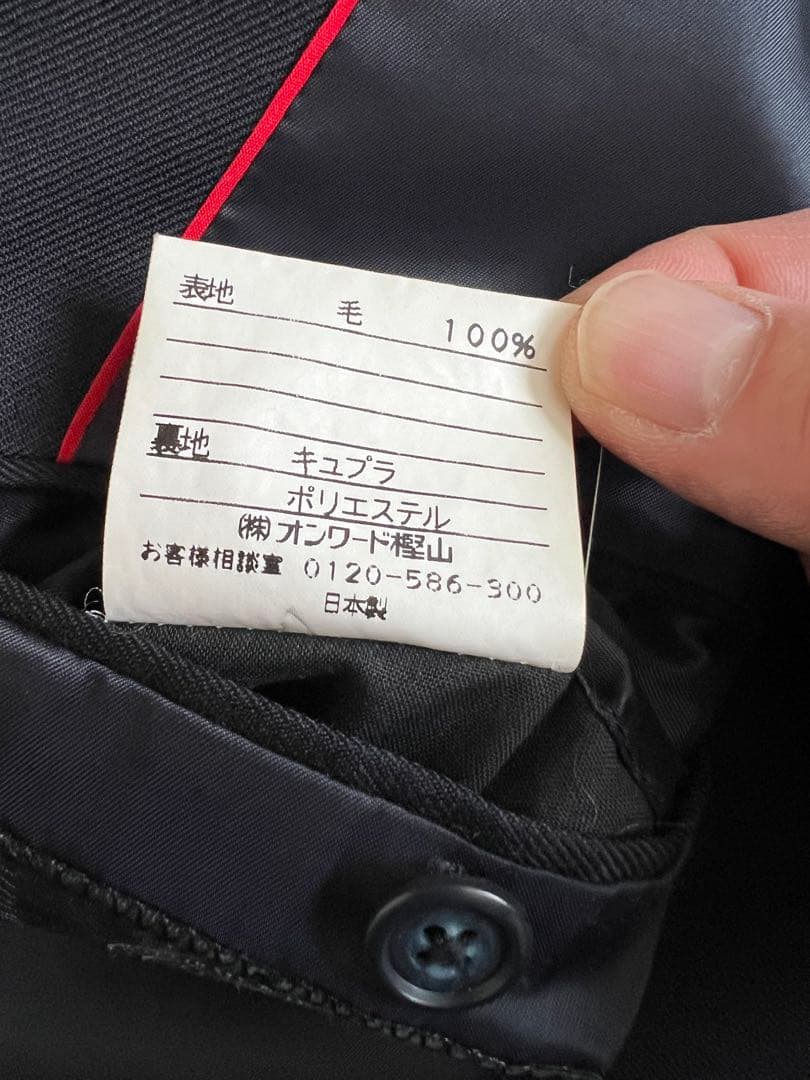 表地 毛 100%
裏地 キュプラ
ポリエステル
(株)オンワード樫山
お客様相談室 0120-586-300
日本製